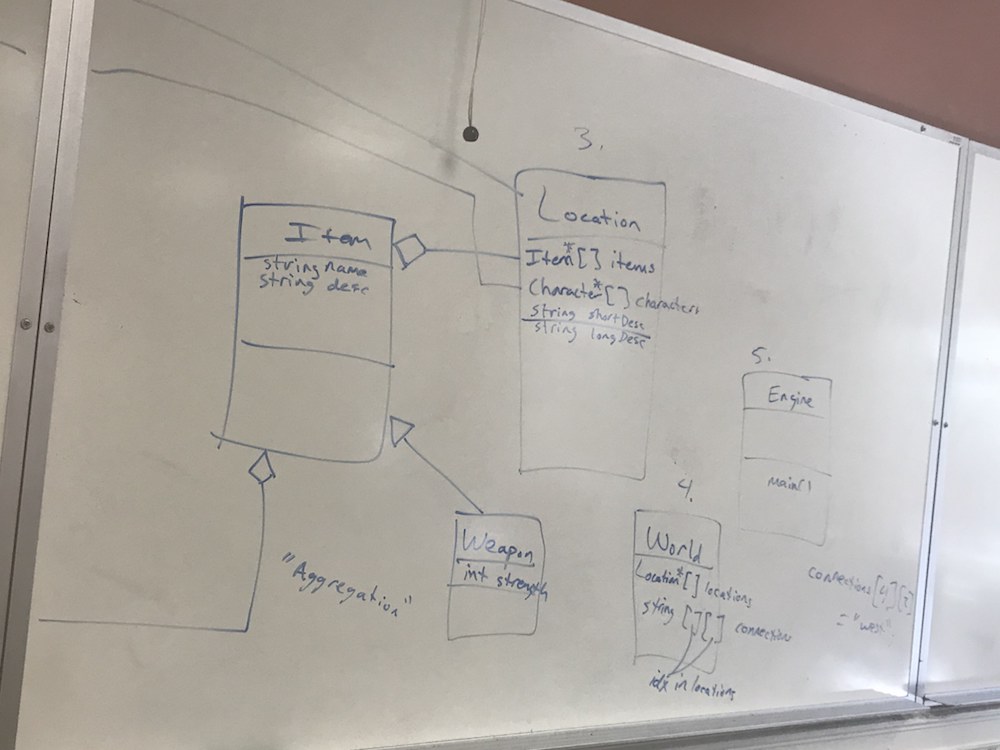 3.
Location
Item*[] items
Character*[] characters
string shortDesc
string longDesc
Item
string name
string desc
"Aggregation"
Weapon
int strength
4.
World
Location*[] locations
string [][] connection
idx in locations
5.
Engine
main()
connections[4][3]
= "west"